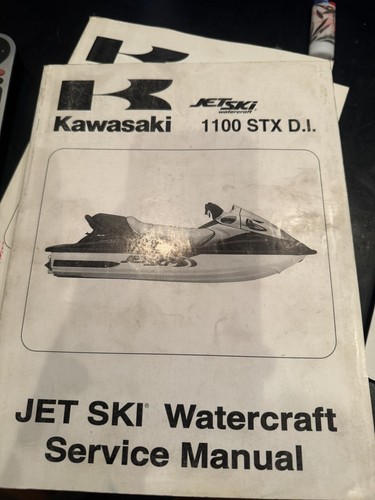 JET SKI®
watercraft
Kawasaki
1100 STX D.I.
JET SKI® Watercraft
Service Manual